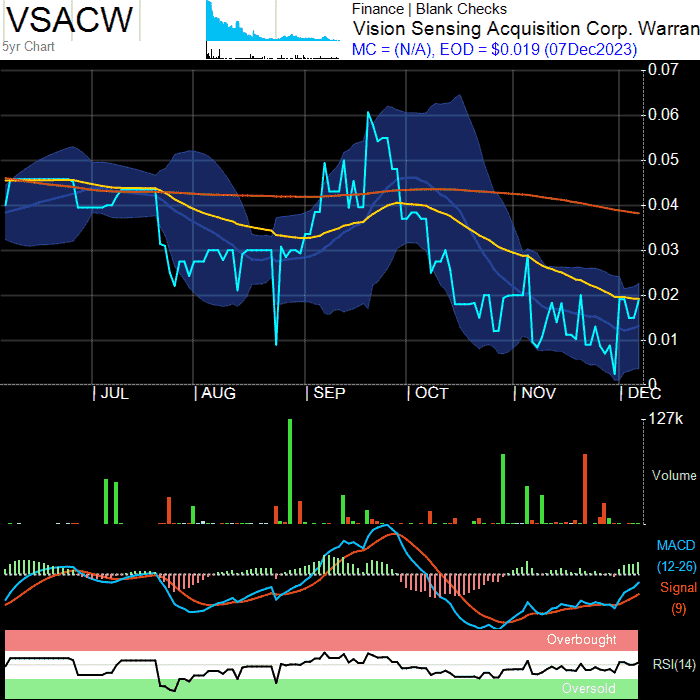 VSACW
5yr Chart
Finance | Blank Checks
Vision Sensing Acquisition Corp. Warran
MC = (N/A), EOD = $0.019 (07Dec2023)
0.07
0.06
0.05
0.04
0.03
0.02
0.01
0
JUL AUG SEP OCT NOV DEC
127k
Volume
MACD
(12-26)
Signal
(9)
Overbought
RSI(14)
Oversold